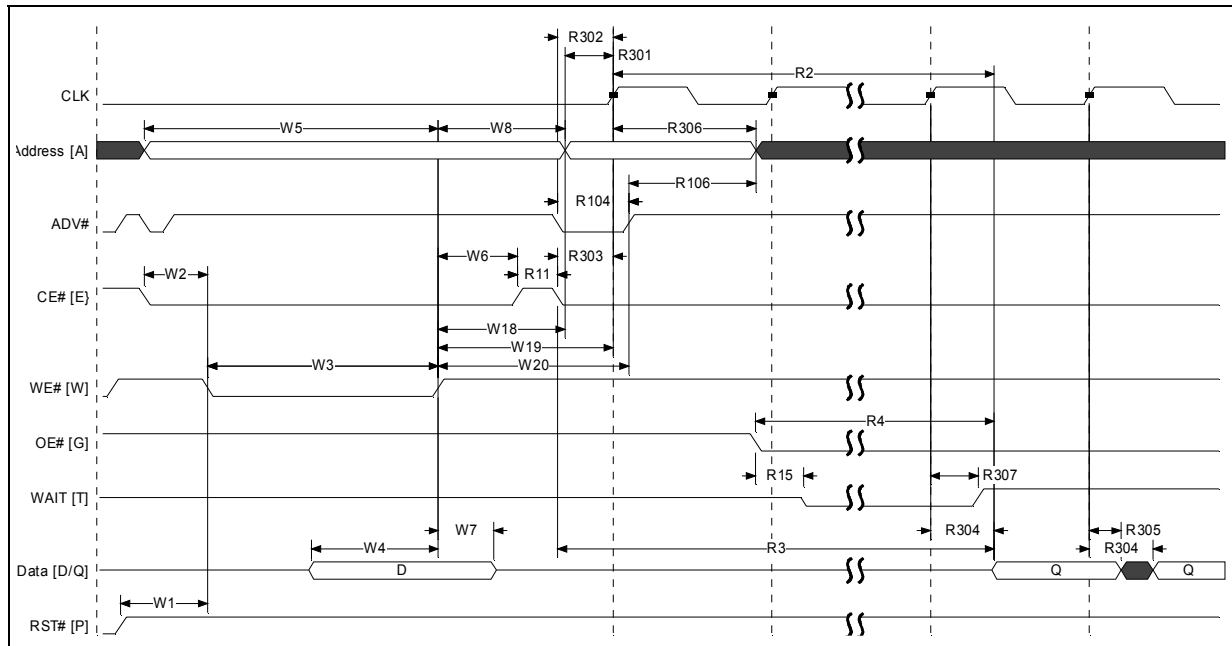 R302
R301
R2
CLK
W5 W8 R306
Address [A]
R106
R104
ADV#
W6 R303
W2 R11
CE# [E}
W18
W19
W3 W20
WE# [W]
R4
OE# [G]
R15 R307
WAIT [T]
W7 R304 R305
W4 R3 R304
Data [D/Q] D Q Q
W1
RST# [P]